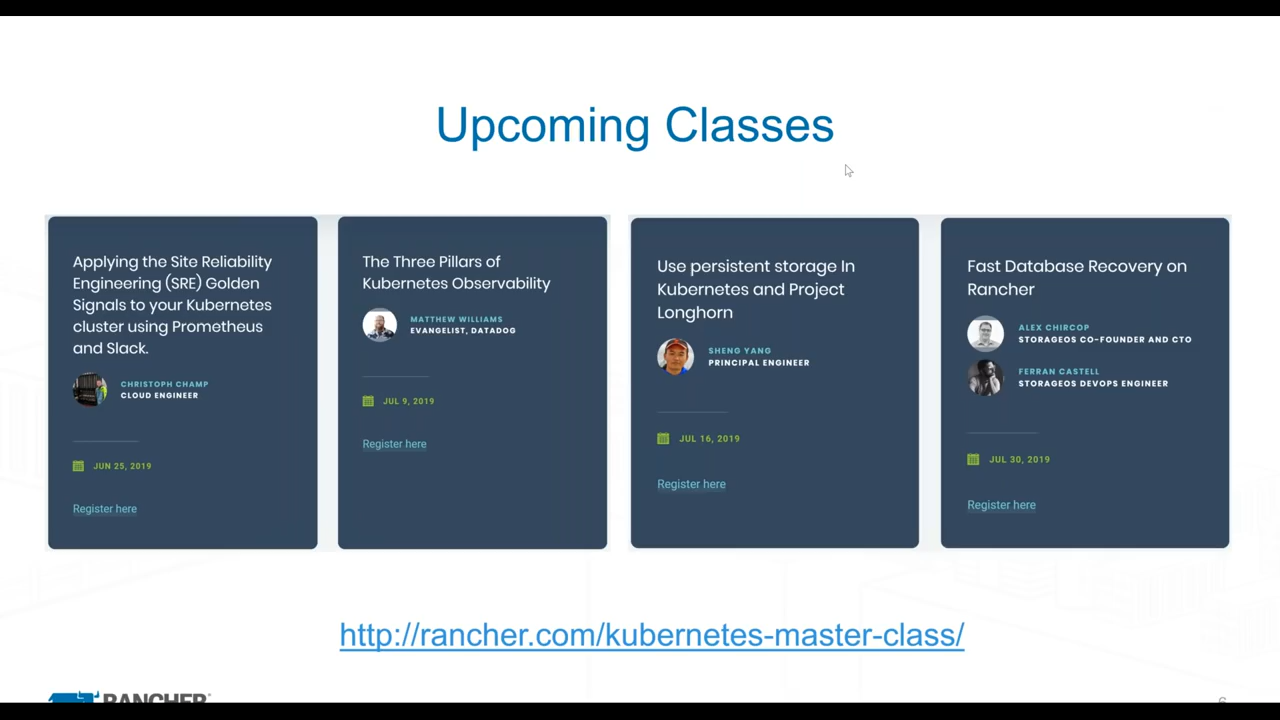 Upcoming Classes
Applying the Site Reliability
Engineering (SRE) Golden
Signals to your Kubernetes
cluster using Prometheus
and Slack.
CHRISTOPH CHAMP
CLOUD ENGINEER
JUN 25, 2019
Register here
The Three Pillars of
Kubernetes Observability
MATTHEW WILLIAMS
EVANGELIST, DATADOG
JUL 9, 2019
Register here
Use persistent storage In
Kubernetes and Project
Longhorn
SHENG YANG
PRINCIPAL ENGINEER
JUL 16, 2019
Register here
Fast Database Recovery on
Rancher
ALEX CHIRCOP
STORAGEOS CO-FOUNDER AND CTO
FERRAN CASTELL
STORAGEOS DEVOPS ENGINEER
JUL 30, 2019
Register here
http://rancher.com/kubernetes-master-class/
RANCHER®
6